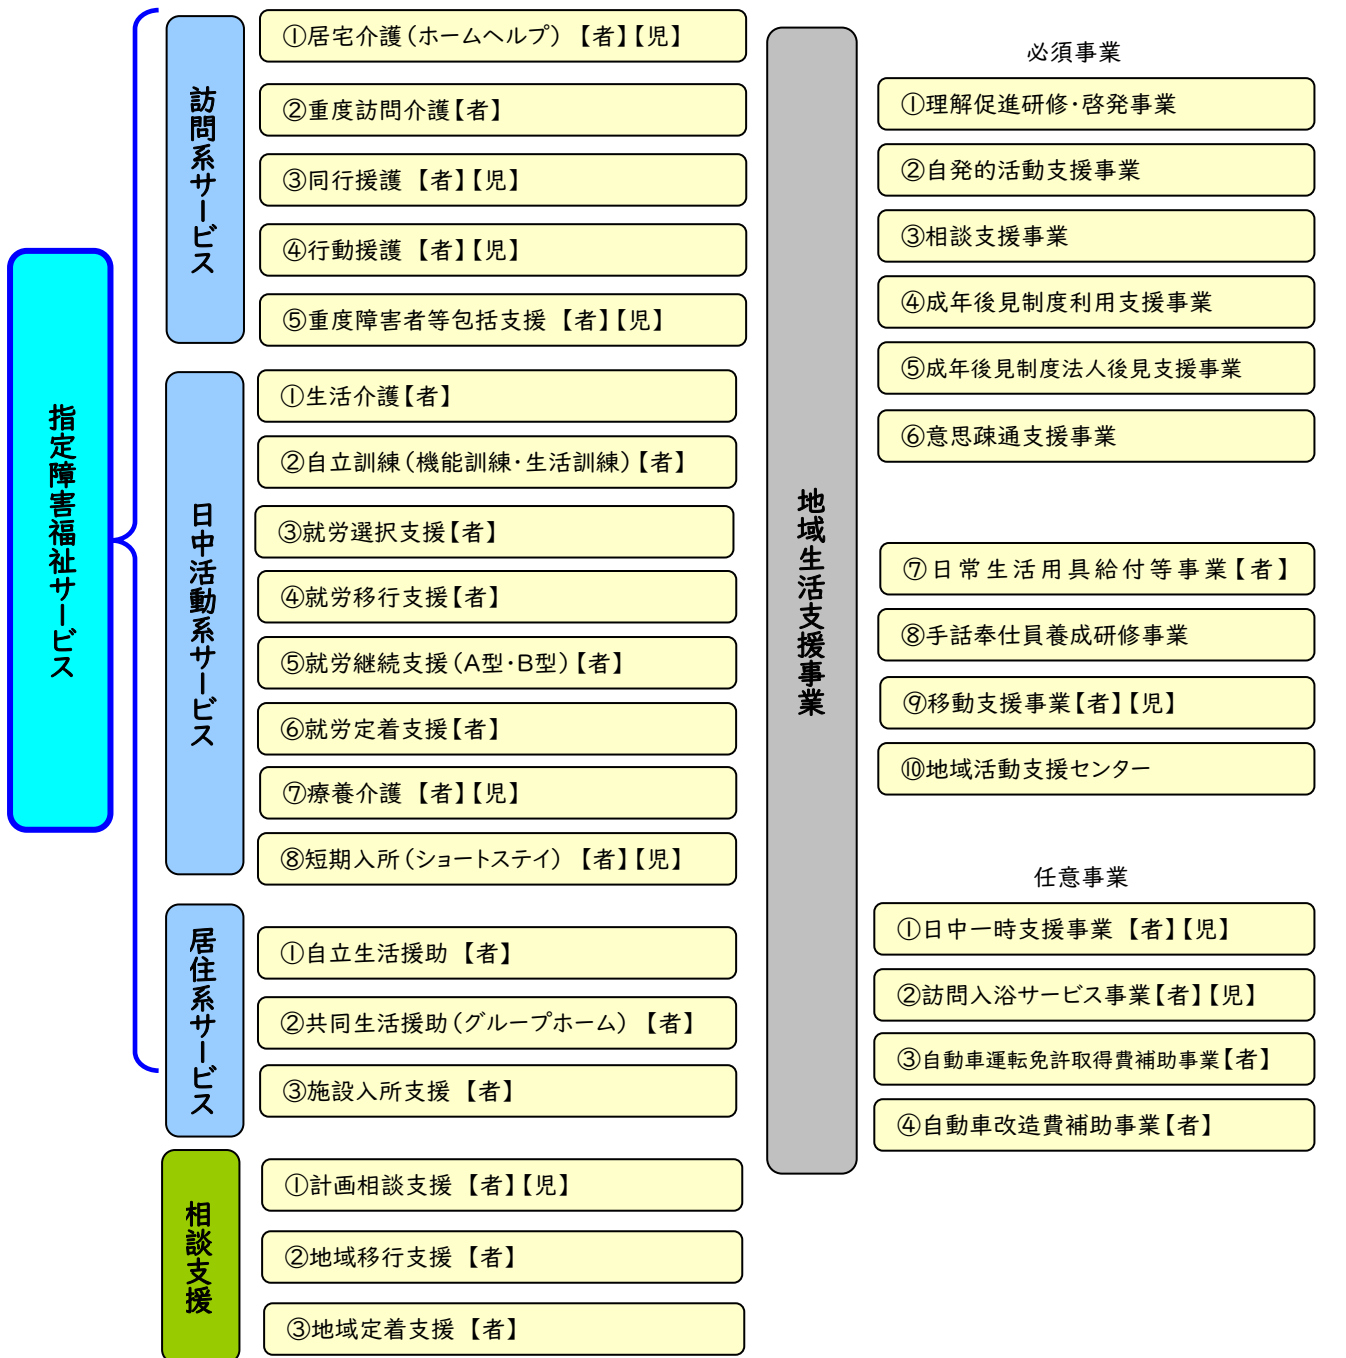 指定障害福祉サービス
訪問系サービス
①居宅介護（ホームヘルプ）【者】【児】
②重度訪問介護【者】
③同行援護【者】【児】
④行動援護【者】【児】
⑤重度障害者等包括支援【者】【児】
日中活動系サービス
①生活介護【者】
②自立訓練（機能訓練・生活訓練）【者】
③就労選択支援【者】
④就労移行支援【者】
⑤就労継続支援（A型・B型）【者】
⑥就労定着支援【者】
⑦療養介護【者】【児】
⑧短期入所（ショートステイ）【者】【児】
居住系サービス
①自立生活援助【者】
②共同生活援助（グループホーム）【者】
③施設入所支援【者】
相談支援
①計画相談支援【者】【児】
②地域移行支援【者】
③地域定着支援【者】
地域生活支援事業
必須事業
①理解促進研修・啓発事業
②自発的活動支援事業
③相談支援事業
④成年後見制度利用支援事業
⑤成年後見制度法人後見支援事業
⑥意思疎通支援事業
⑦日常生活用具給付等事業【者】
⑧手話奉仕員養成研修事業
⑨移動支援事業【者】【児】
⑩地域活動支援センター
任意事業
①日中一時支援事業【者】【児】
②訪問入浴サービス事業【者】【児】
③自動車運転免許取得費補助事業【者】
④自動車改造費補助事業【者】